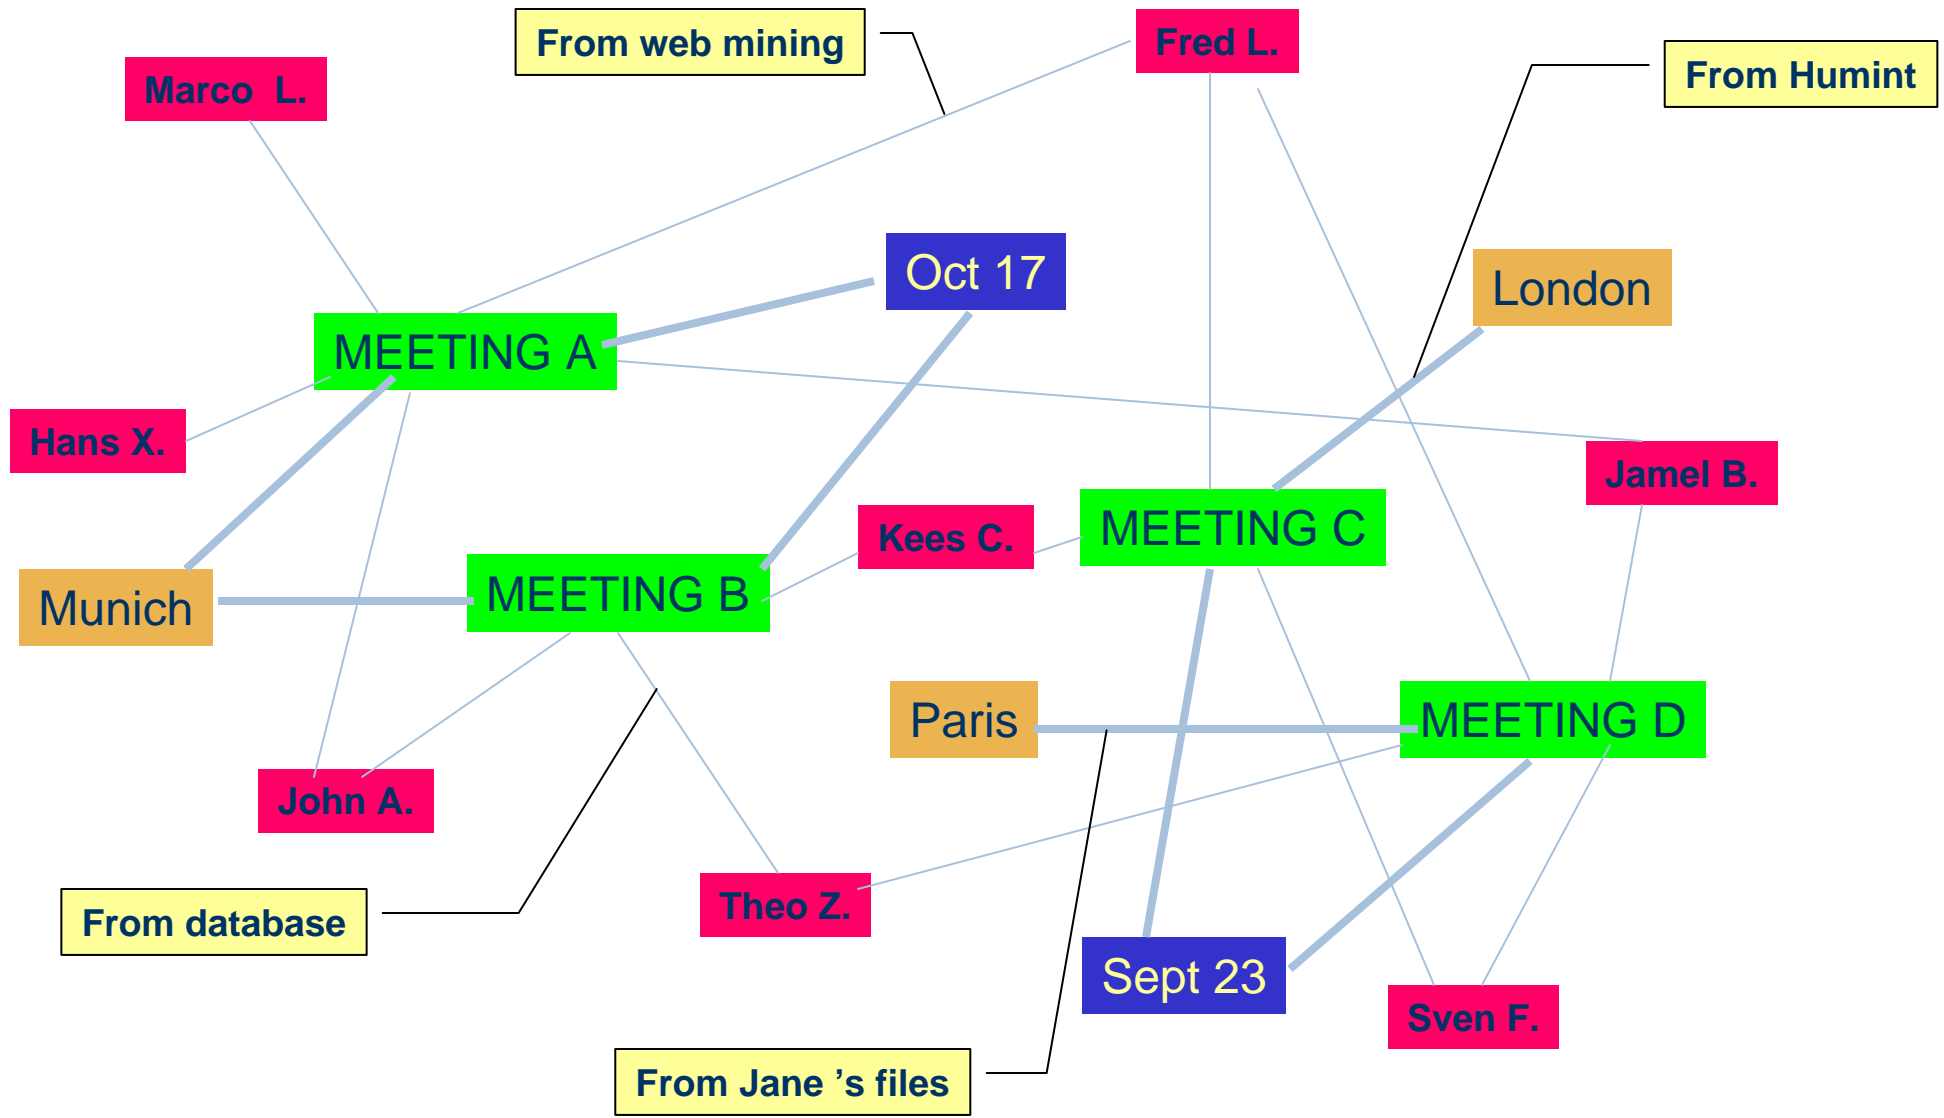 From web mining
Fred L.
From Humint
Marco  L.
Oct 17
London
MEETING A
Hans X.
Jamel B.
Kees C.
MEETING C
MEETING B
Munich
Paris
MEETING D
John A.
Theo Z.
From database
Sept 23
Sven F.
From Jane ’s files